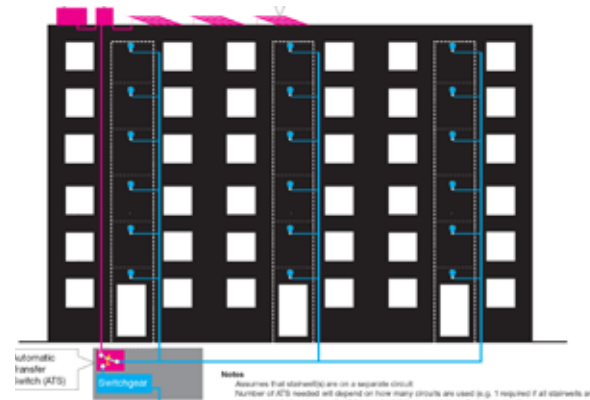 Automatic
Transfer
Switch (ATS)
Switchgear
Notes
Assumes that stairwell(s) are on a separate circuit
Number of ATS needed will depend on how many circuits are used (e.g. 1 required if all stairwells a